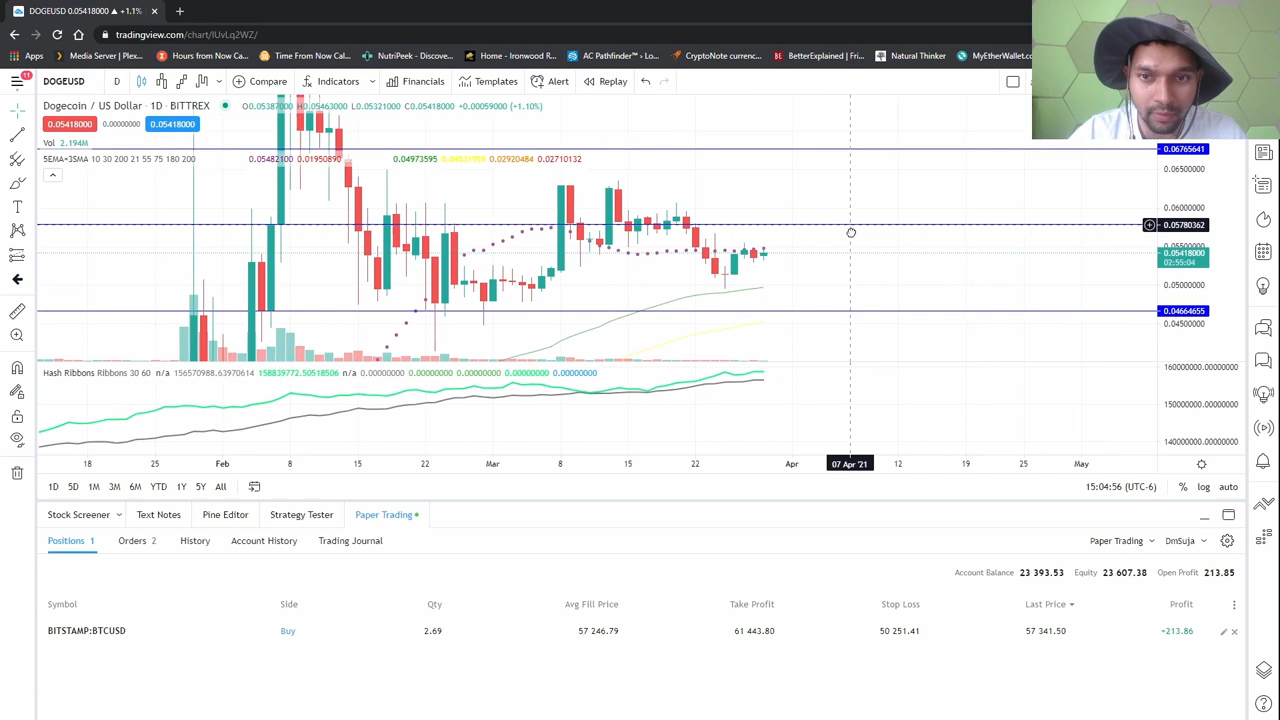 DOGEUSD 0.05418000 ▲ +1.1%
tradingview.com/chart/IUvLq2WZ/
Apps Media Server | Plex... Hours from Now Cal... Time From Now Cal... NutriPeek - Discove... Home – Ironwood R... AC Pathfinder™ › Lo... CryptoNote currenc... BetterExplained | Fri... Natural Thinker MyEtherWallet.co
11
DOGEUSD D Compare Indicators Financials Templates Alert Replay
Dogecoin / US Dollar · 1D · BITTREX O0.05387000 H0.05463000 L0.05321000 C0.05418000 +0.00059000 (+1.10%)
0.05418000 0.00000000 0.05418000
Vol 2.194M
5EMA+3SMA 10 30 200 21 55 75 180 200 0.05482100 0.01950890 0.04973595 0.02920484 0.02710132
0.06765641
0.06500000
0.06000000
0.05780362
0.05500000
0.05418000
02:55:04
0.05000000
0.04664655
0.04500000
Hash Ribbons Ribbons 30 60 n/a 156570988.63970614 158839772.50518506 n/a 0.00000000 0.00000000 0.00000000 0.00000000 0.00000000
160000000.00000000
150000000.00000000
140000000.00000000
18 25 Feb 8 15 22 Mar 8 15 22 Apr 07 Apr '21 12 19 25 May
1D 5D 1M 3M 6M YTD 1Y 5Y All 15:04:56 (UTC-6) % log auto
Stock Screener Text Notes Pine Editor Strategy Tester Paper Trading
Positions 1 Orders 2 History Account History Trading Journal Paper Trading DmSuja
Account Balance 23 393.53 Equity 23 607.38 Open Profit 213.85
Symbol Side Qty Avg Fill Price Take Profit Stop Loss Last Price Profit
BITSTAMP:BTCUSD Buy 2.69 57 246.79 61 443.80 50 251.41 57 341.50 +213.86